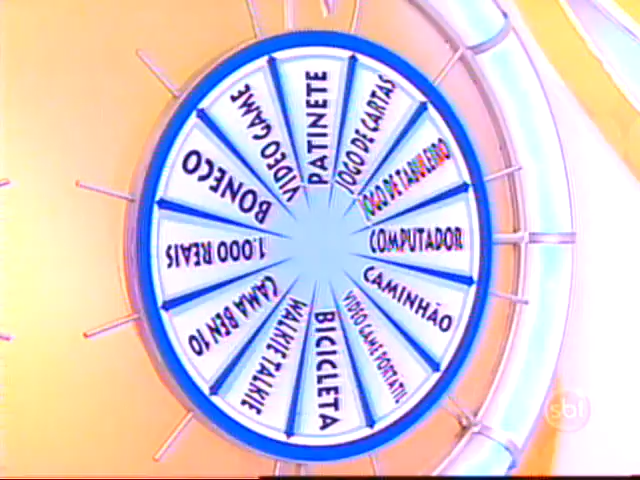 PATINETE
JOGO DE CARTAS
JOGO DE TABULEIRO
COMPUTADOR
CAMINHÃO
VIDEO GAME PORTATIL
BICICLETA
WALKIE TALKIE
CAMA BEN 10
1.000 REAIS
BONECO
VIDEO GAME
sbt